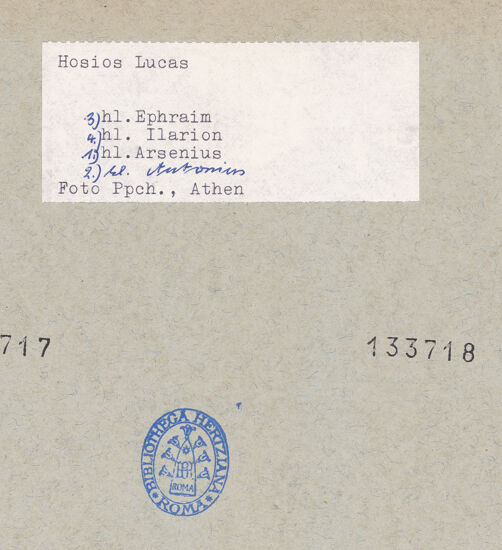 Hosios Lucas
3) hl.Ephraim
4.) hl. Ilarion
1.) hl.Arsenius
2.) hl. Antonius
Foto Ppch., Athen
717
133718
BIBLIOTHECA HERTZIANA
ROMA
ROMA